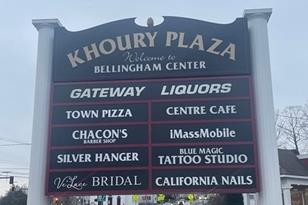 KHOURY PLAZA
Welcome to
BELLINGHAM CENTER
GATEWAY LIQUORS
TOWN PIZZA
CENTRE CAFE
CHACON'S
BARBER SHOP
iMassMobile
SILVER HANGER
BLUE MAGIC
TATTOO STUDIO
VeLace BRIDAL
CALIFORNIA NAILS